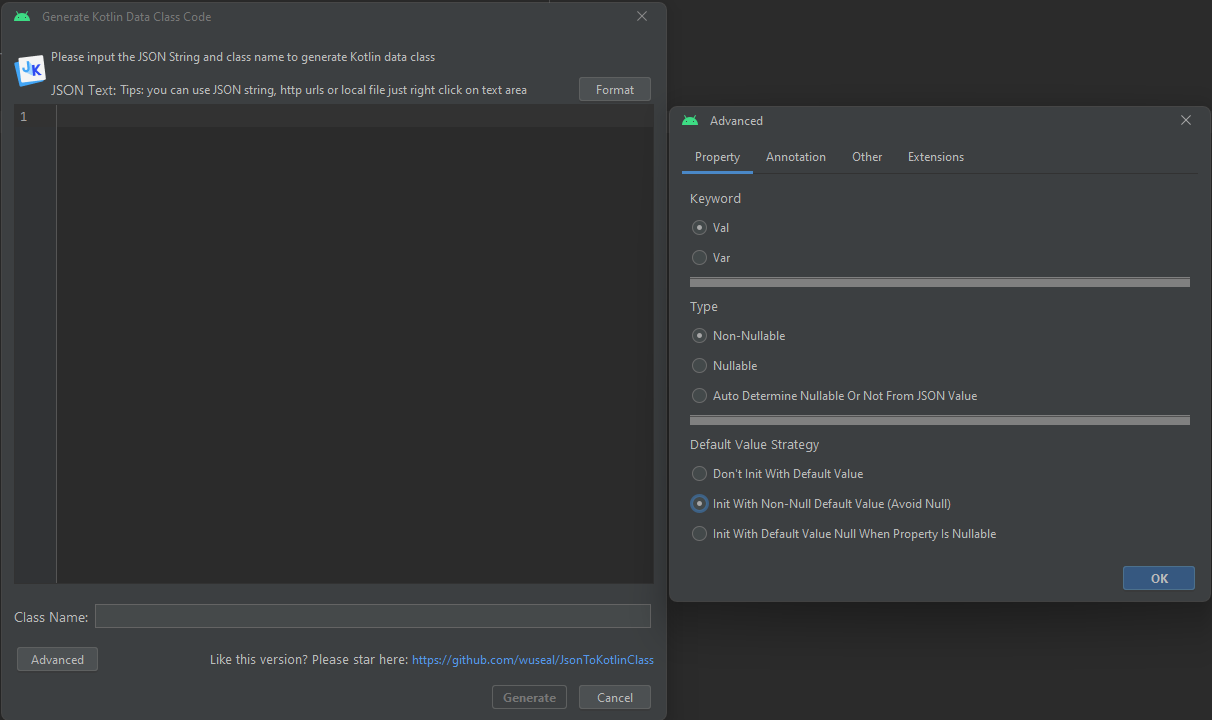 Generate Kotlin Data Class Code
JK
Please input the JSON String and class name to generate Kotlin data class
JSON Text: Tips: you can use JSON string, http urls or local file just right click on text area
Format
1
Class Name:
Advanced
Like this version? Please star here: https://github.com/wuseal/JsonToKotlinClass
Generate
Cancel
Advanced
Property
Annotation
Other
Extensions
Keyword
Val
Var
Type
Non-Nullable
Nullable
Auto Determine Nullable Or Not From JSON Value
Default Value Strategy
Don't Init With Default Value
Init With Non-Null Default Value (Avoid Null)
Init With Default Value Null When Property Is Nullable
OK